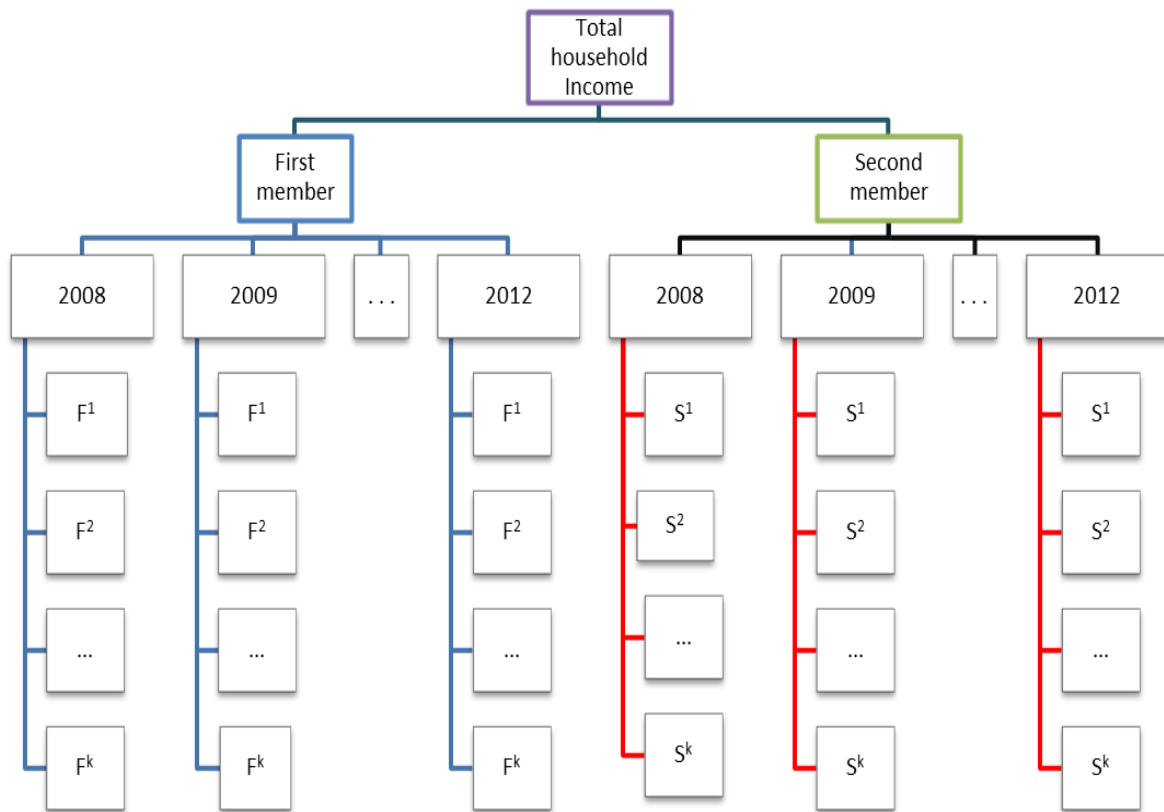 Total
household
Income
First
member
Second
member
2008
2009
. . .
2012
2008
2009
. . .
2012
F¹
F¹
F¹
S¹
S¹
S¹
F²
F²
F²
S²
S²
S²
...
...
...
...
...
...
Fᵏ
Fᵏ
Fᵏ
Sᵏ
Sᵏ
Sᵏ